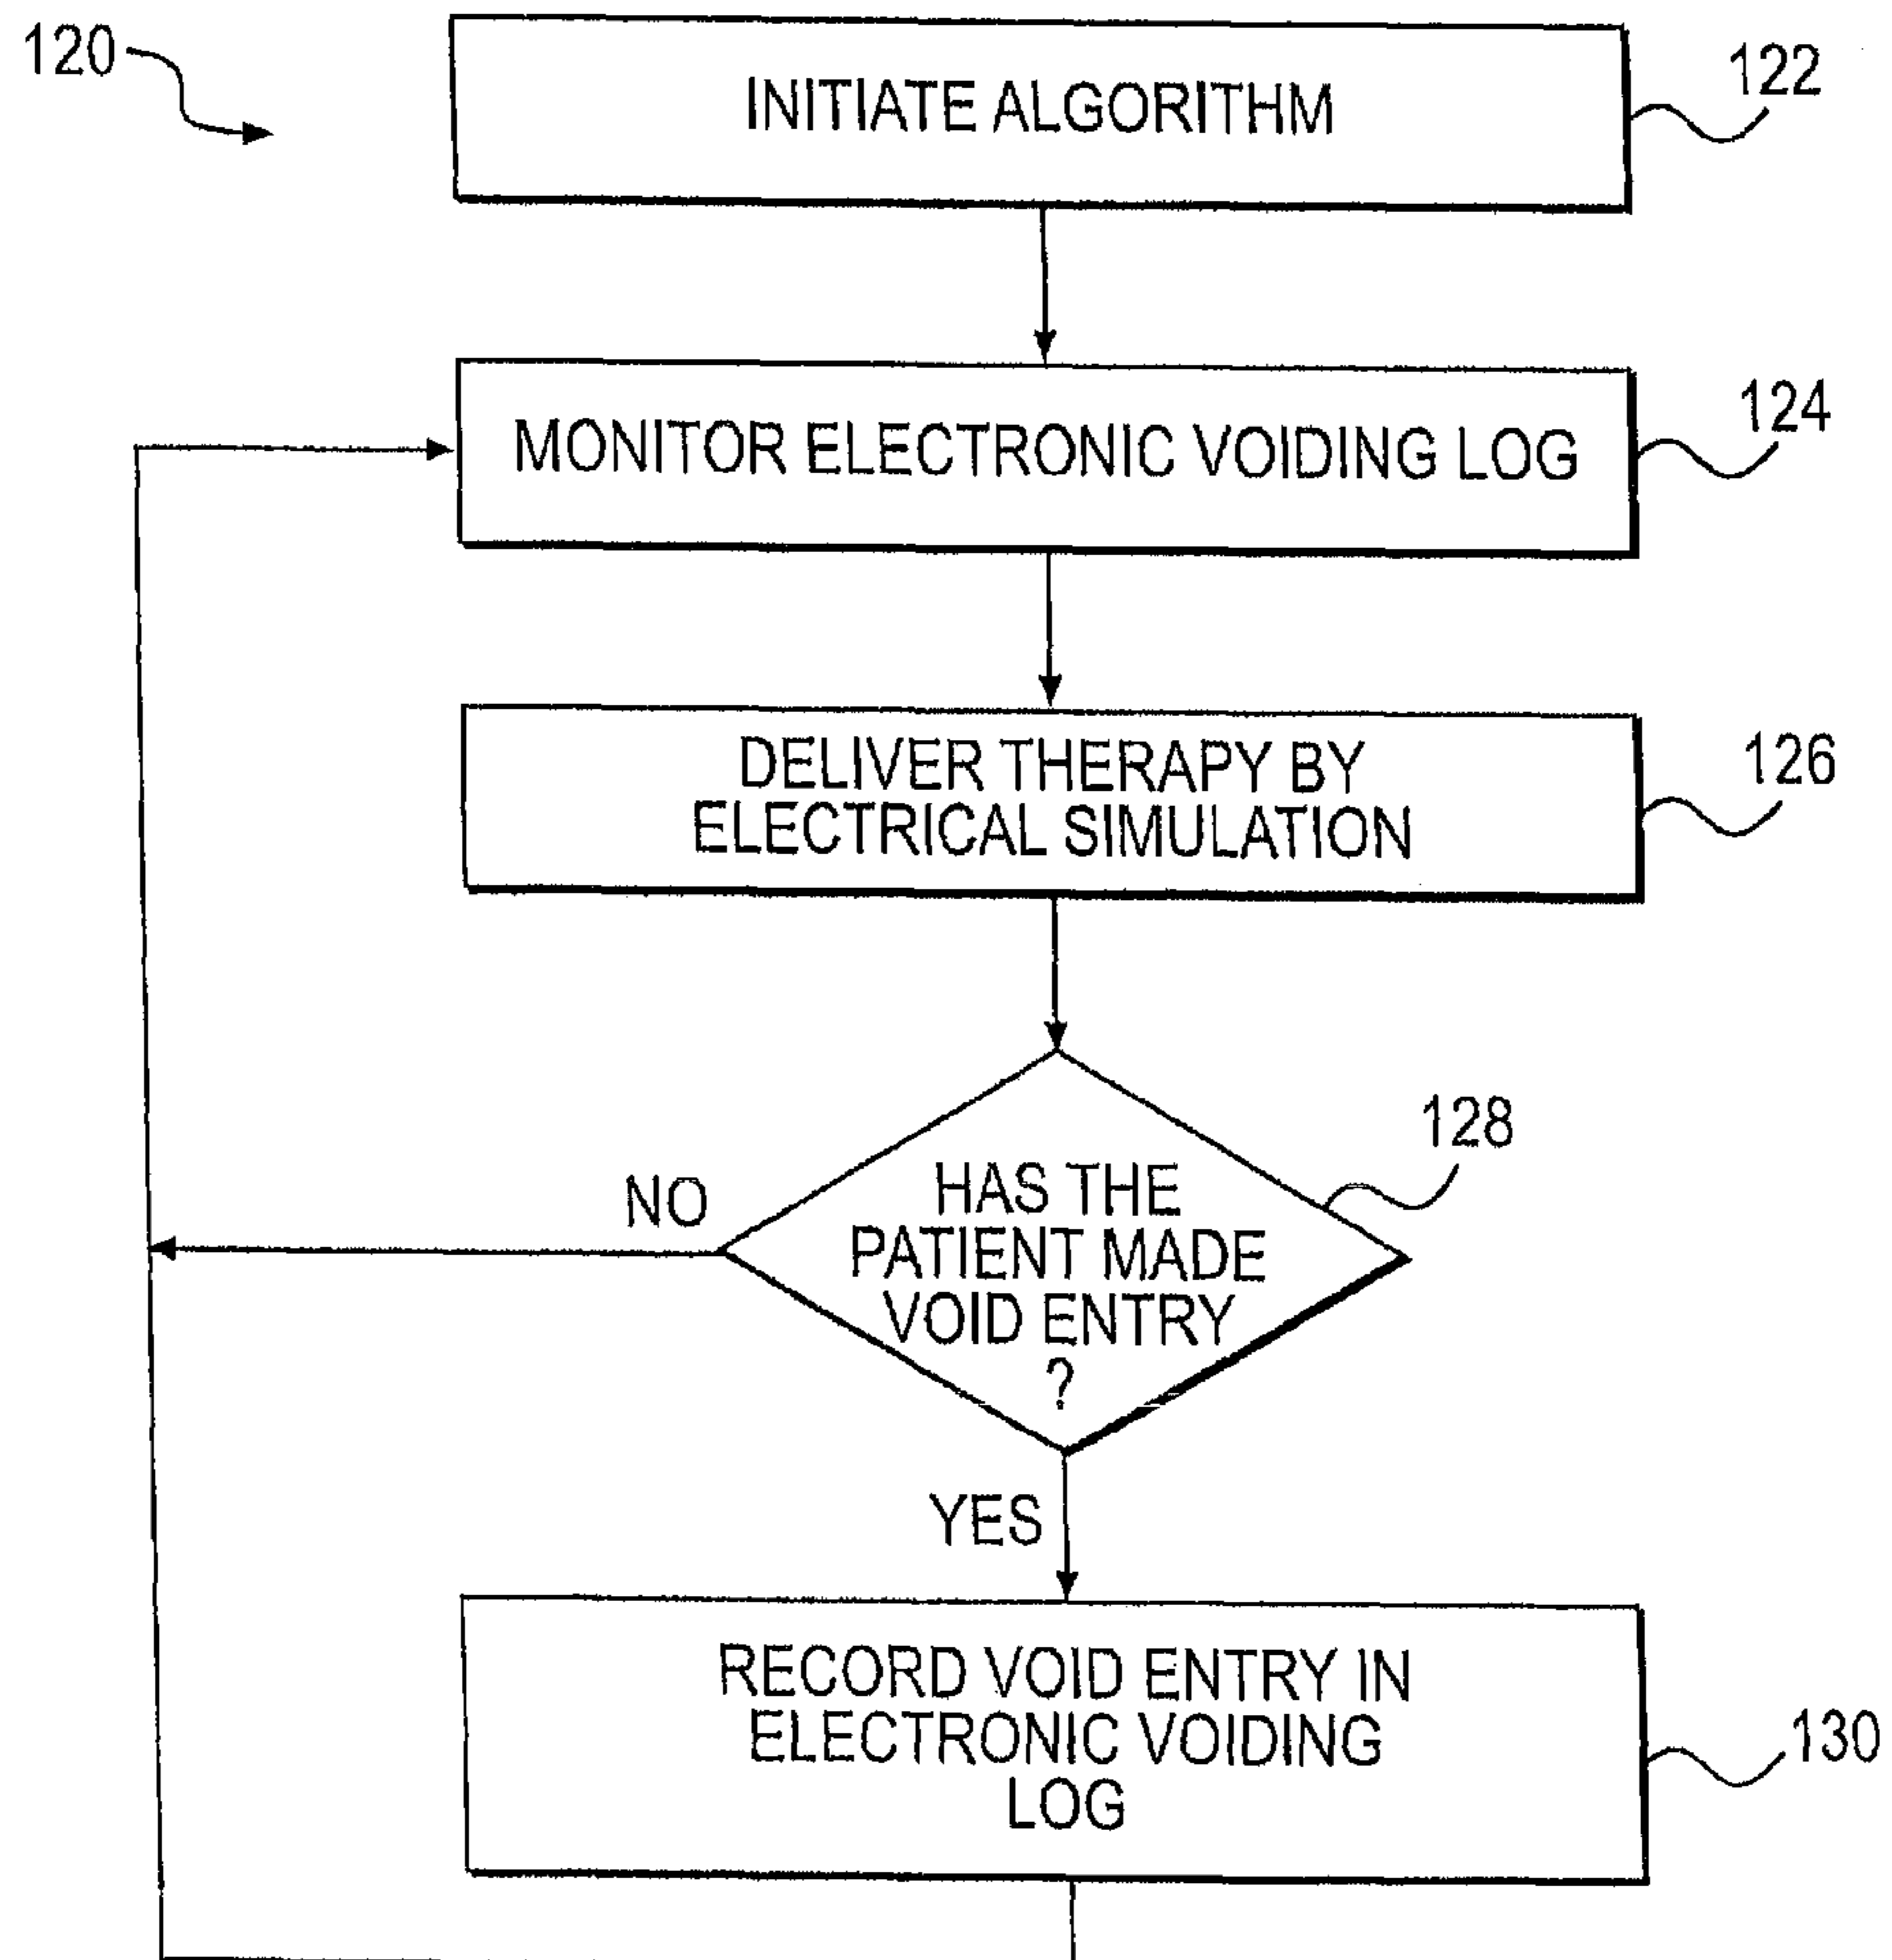 120
INITIATE ALGORITHM
122
MONITOR ELECTRONIC VOIDING LOG
124
DELIVER THERAPY BY
ELECTRICAL SIMULATION
126
HAS THE
PATIENT MADE
VOID ENTRY
?
128
NO
YES
RECORD VOID ENTRY IN
ELECTRONIC VOIDING
LOG
130